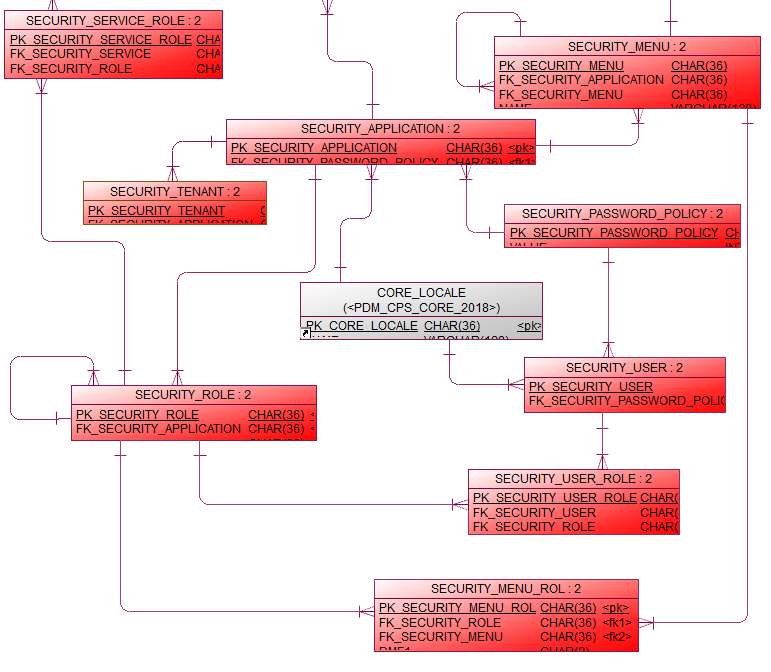 SECURITY_SERVICE_ROLE : 2
PK_SECURITY_SERVICE_ROLE CHA
FK_SECURITY_SERVICE CHA
FK_SECURITY_ROLE CHA
SECURITY_MENU : 2
PK_SECURITY_MENU CHAR(36)
FK_SECURITY_APPLICATION CHAR(36)
FK_SECURITY_MENU CHAR(36)
SECURITY_APPLICATION : 2
PK_SECURITY_APPLICATION CHAR(36) <pk>
FK_SECURITY_PASSWORD_POLICY CHAR(36) <fk1>
SECURITY_TENANT : 2
PK_SECURITY_TENANT
FK_SECURITY_APPLICATION
SECURITY_PASSWORD_POLICY : 2
PK_SECURITY_PASSWORD_POLICY CH
CORE_LOCALE
(<PDM_CPS_CORE_2018>)
PK_CORE_LOCALE CHAR(36) <pk>
SECURITY_USER : 2
PK_SECURITY_USER
FK_SECURITY_PASSWORD_POLIC
SECURITY_ROLE : 2
PK_SECURITY_ROLE CHAR(36) <
FK_SECURITY_APPLICATION CHAR(36) <
SECURITY_USER_ROLE : 2
PK_SECURITY_USER_ROLE CHAR(
FK_SECURITY_USER CHAR(
FK_SECURITY_ROLE CHAR(
SECURITY_MENU_ROL : 2
PK_SECURITY_MENU_ROL CHAR(36) <pk>
FK_SECURITY_ROLE CHAR(36) <fk1>
FK_SECURITY_MENU CHAR(36) <fk2>